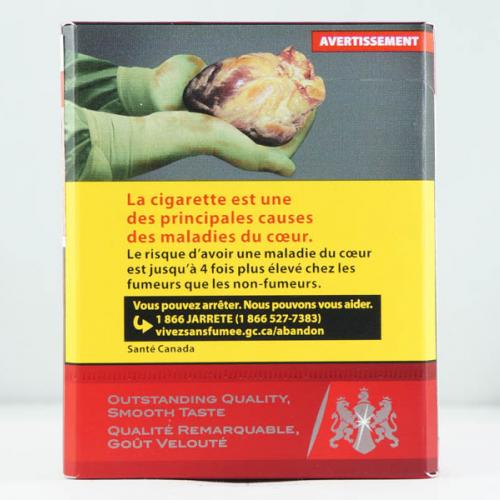 AVERTISSEMENT
La cigarette est une
des principales causes
des maladies du cœur.
Le risque d'avoir une maladie du cœur
est jusqu'à 4 fois plus élevé chez les
fumeurs que les non-fumeurs.
Vous pouvez arrêter. Nous pouvons vous aider.
1 866 JARRETE (1 866 527-7383)
vivezsansfumee.gc.ca/abandon
Santé Canada
OUTSTANDING QUALITY,
SMOOTH TASTE
QUALITÉ REMARQUABLE,
GOÛT VELOUTÉ